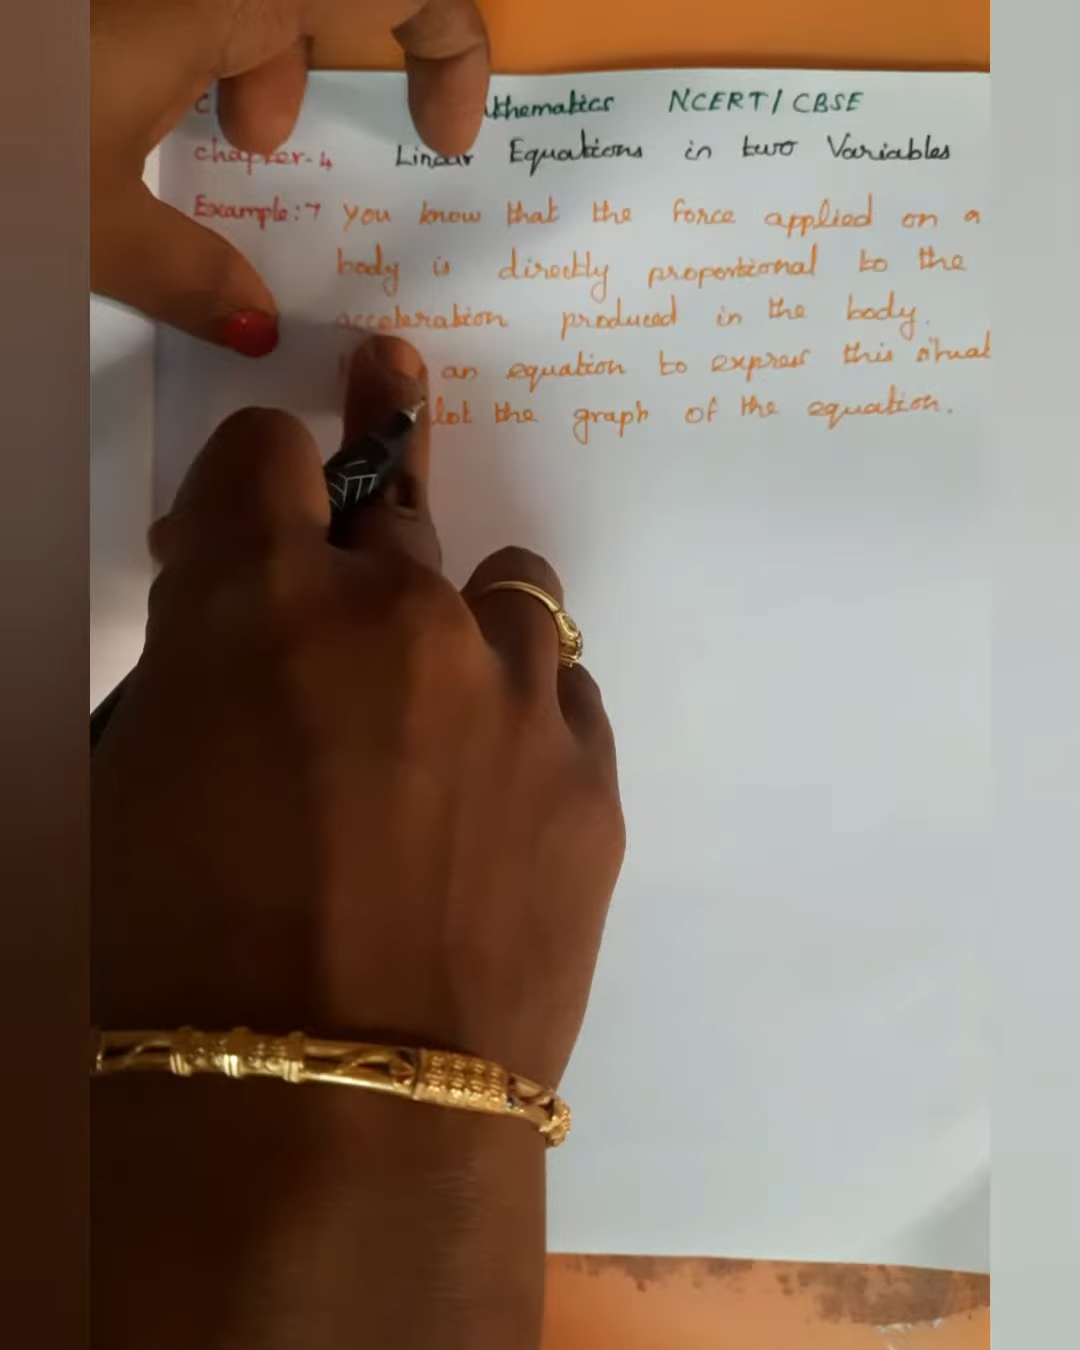 thematics NCERT/ CBSE
chapter-4 Linear Equations in two Variables
Example:7 you know that the force applied on a
body is directly proportional to the
acceleration produced in the body.
an equation to express this situat
lot the graph of the equation.